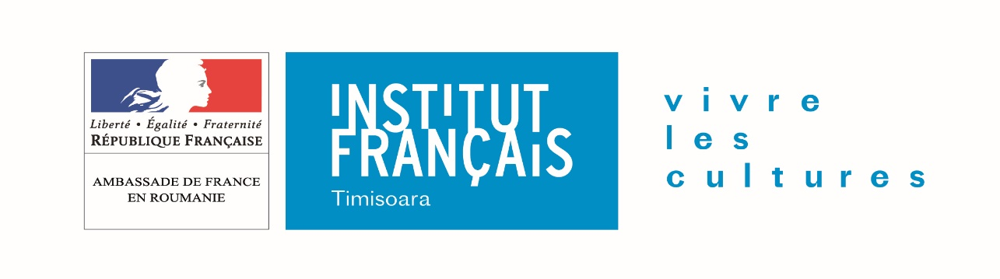 Liberté • Égalité • Fraternité
RÉPUBLIQUE FRANÇAISE
AMBASSADE DE FRANCE
EN ROUMANIE
INSTITUT
FRANÇAIS
Timisoara
vivre
les
cultures